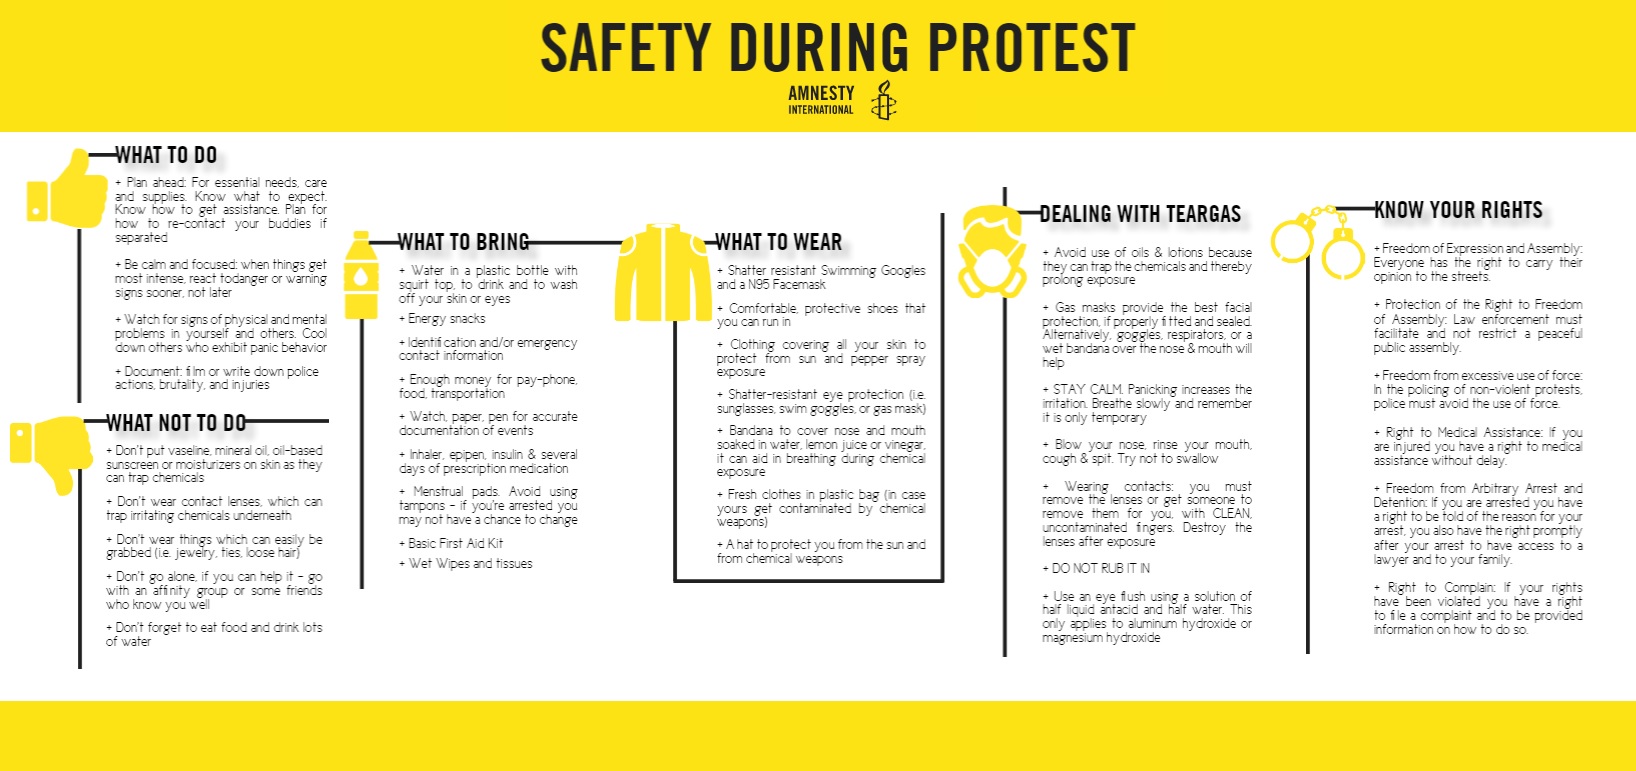 SAFETY DURING PROTEST
AMNESTY
INTERNATIONAL
WHAT TO DO
+ Plan ahead: For essential needs, care
and supplies. Know what to expect.
Know how to get assistance. Plan for
how to re-contact your buddies if
separated
+ Be calm and focused: when things get
most intense, react todanger or warning
signs sooner, not later
+ Watch for signs of physical and mental
problems in yourself and others. Cool
down others who exhibit panic behavior
+ Document: film or write down police
actions, brutality, and injuries
WHAT NOT TO DO
+ Don't put vaseline, mineral oil, oil-based
sunscreen or moisturizers on skin as they
can trap chemicals
+ Don't wear contact lenses, which can
trap irritating chemicals underneath
+ Don't wear things which can easily be
grabbed (i.e. jewelry, ties, loose hair)
+ Don't go alone, if you can help it - go
with an affinity group or some friends
who know you well
+ Don't forget to eat food and drink lots
of water
WHAT TO BRING
+ Water in a plastic bottle with
squirt top, to drink and to wash
off your skin or eyes
+ Energy snacks
+ Identification and/or emergency
contact information
+ Enough money for pay-phone,
food, transportation
+ Watch, paper, pen for accurate
documentation of events
+ Inhaler, epipen, insulin & several
days of prescription medication
+ Menstrual pads. Avoid using
tampons - if you're arrested you
may not have a chance to change
+ Basic First Aid Kit
+ Wet Wipes and tissues
WHAT TO WEAR
+ Shatter resistant Swimming Googles
and a N95 Facemask
+ Comfortable, protective shoes that
you can run in
+ Clothing covering all your skin to
protect from sun and pepper spray
exposure
+ Shatter-resistant eye protection (i.e.
sunglasses, swim goggles, or gas mask)
+ Bandana to cover nose and mouth
soaked in water, lemon juice or vinegar,
it can aid in breathing during chemical
exposure
+ Fresh clothes in plastic bag (in case
yours get contaminated by chemical
weapons)
+ A hat to protect you from the sun and
from chemical weapons
DEALING WITH TEARGAS
+ Avoid use of oils & lotions because
they can trap the chemicals and thereby
prolong exposure
+ Gas masks provide the best facial
protection, if properly fitted and sealed.
Alternatively, goggles, respirators, or a
wet bandana over the nose & mouth will
help
+ STAY CALM. Panicking increases the
irritation. Breathe slowly and remember
it is only temporary
+ Blow your nose, rinse your mouth,
cough & spit. Try not to swallow
+ Wearing contacts: you must
remove the lenses or get someone to
remove them for you, with CLEAN,
uncontaminated fingers. Destroy the
lenses after exposure
+ DO NOT RUB IT IN
+ Use an eye flush using a solution of
half liquid antacid and half water. This
only applies to aluminum hydroxide or
magnesium hydroxide
KNOW YOUR RIGHTS
+ Freedom of Expression and Assembly:
Everyone has the right to carry their
opinion to the streets.
+ Protection of the Right to Freedom
of Assembly: Law enforcement must
facilitate and not restrict a peaceful
public assembly.
+ Freedom from excessive use of force:
In the policing of non-violent protests,
police must avoid the use of force.
+ Right to Medical Assistance: If you
are injured you have a right to medical
assistance without delay.
+ Freedom from Arbitrary Arrest and
Detention: If you are arrested you have
a right to be told of the reason for your
arrest, you also have the right promptly
after your arrest to have access to a
lawyer and to your family.
+ Right to Complain: If your rights
have been violated you have a right
to file a complaint and to be provided
information on how to do so.